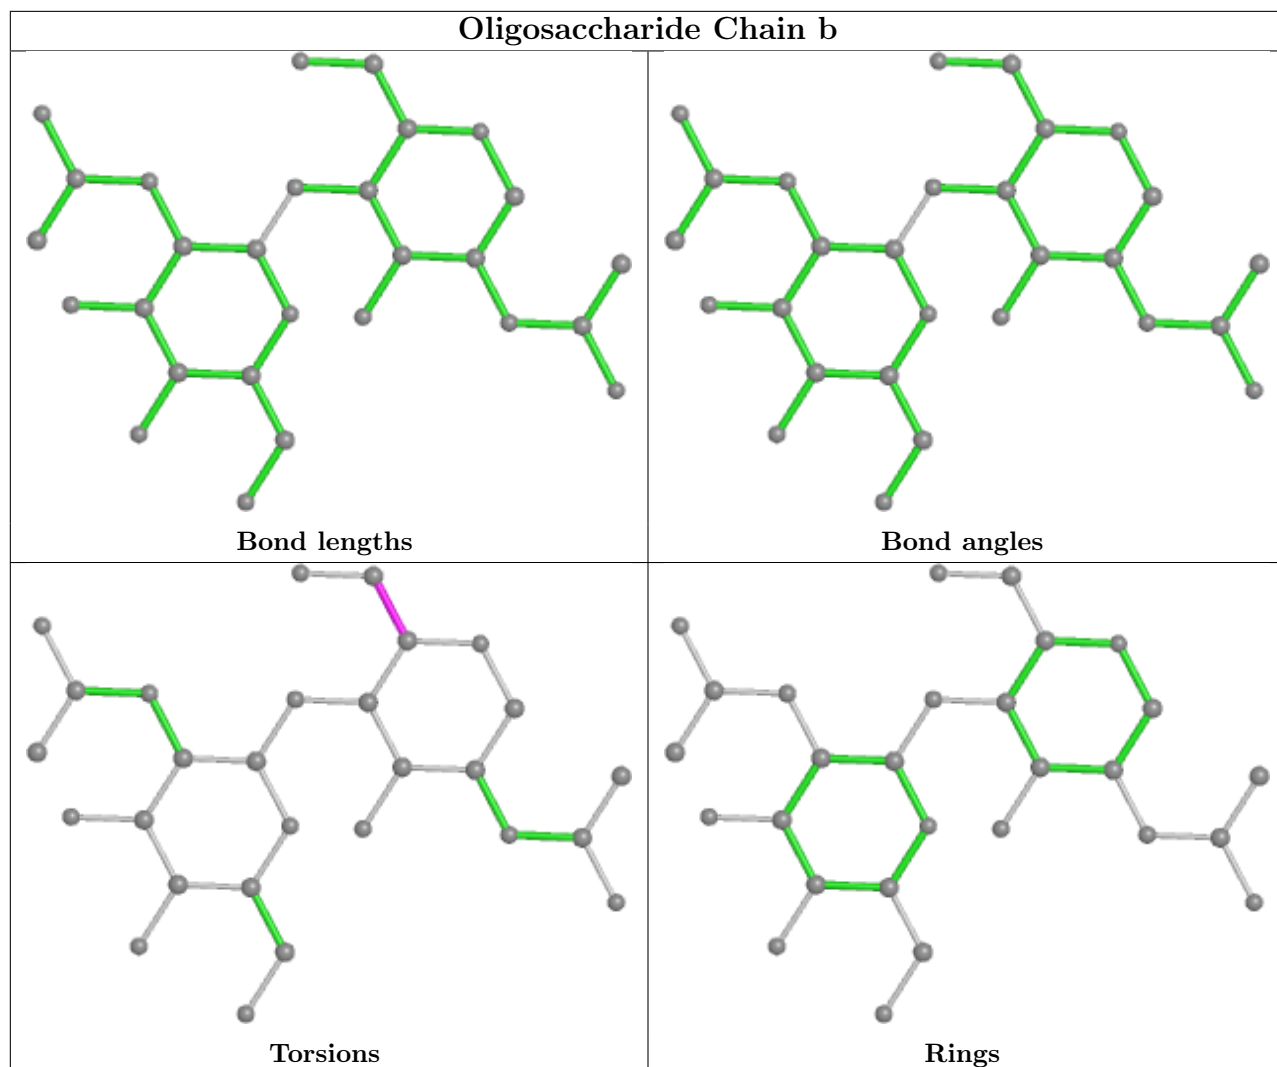 Oligosaccharide Chain b
Bond lengths
Bond angles
Torsions
Rings